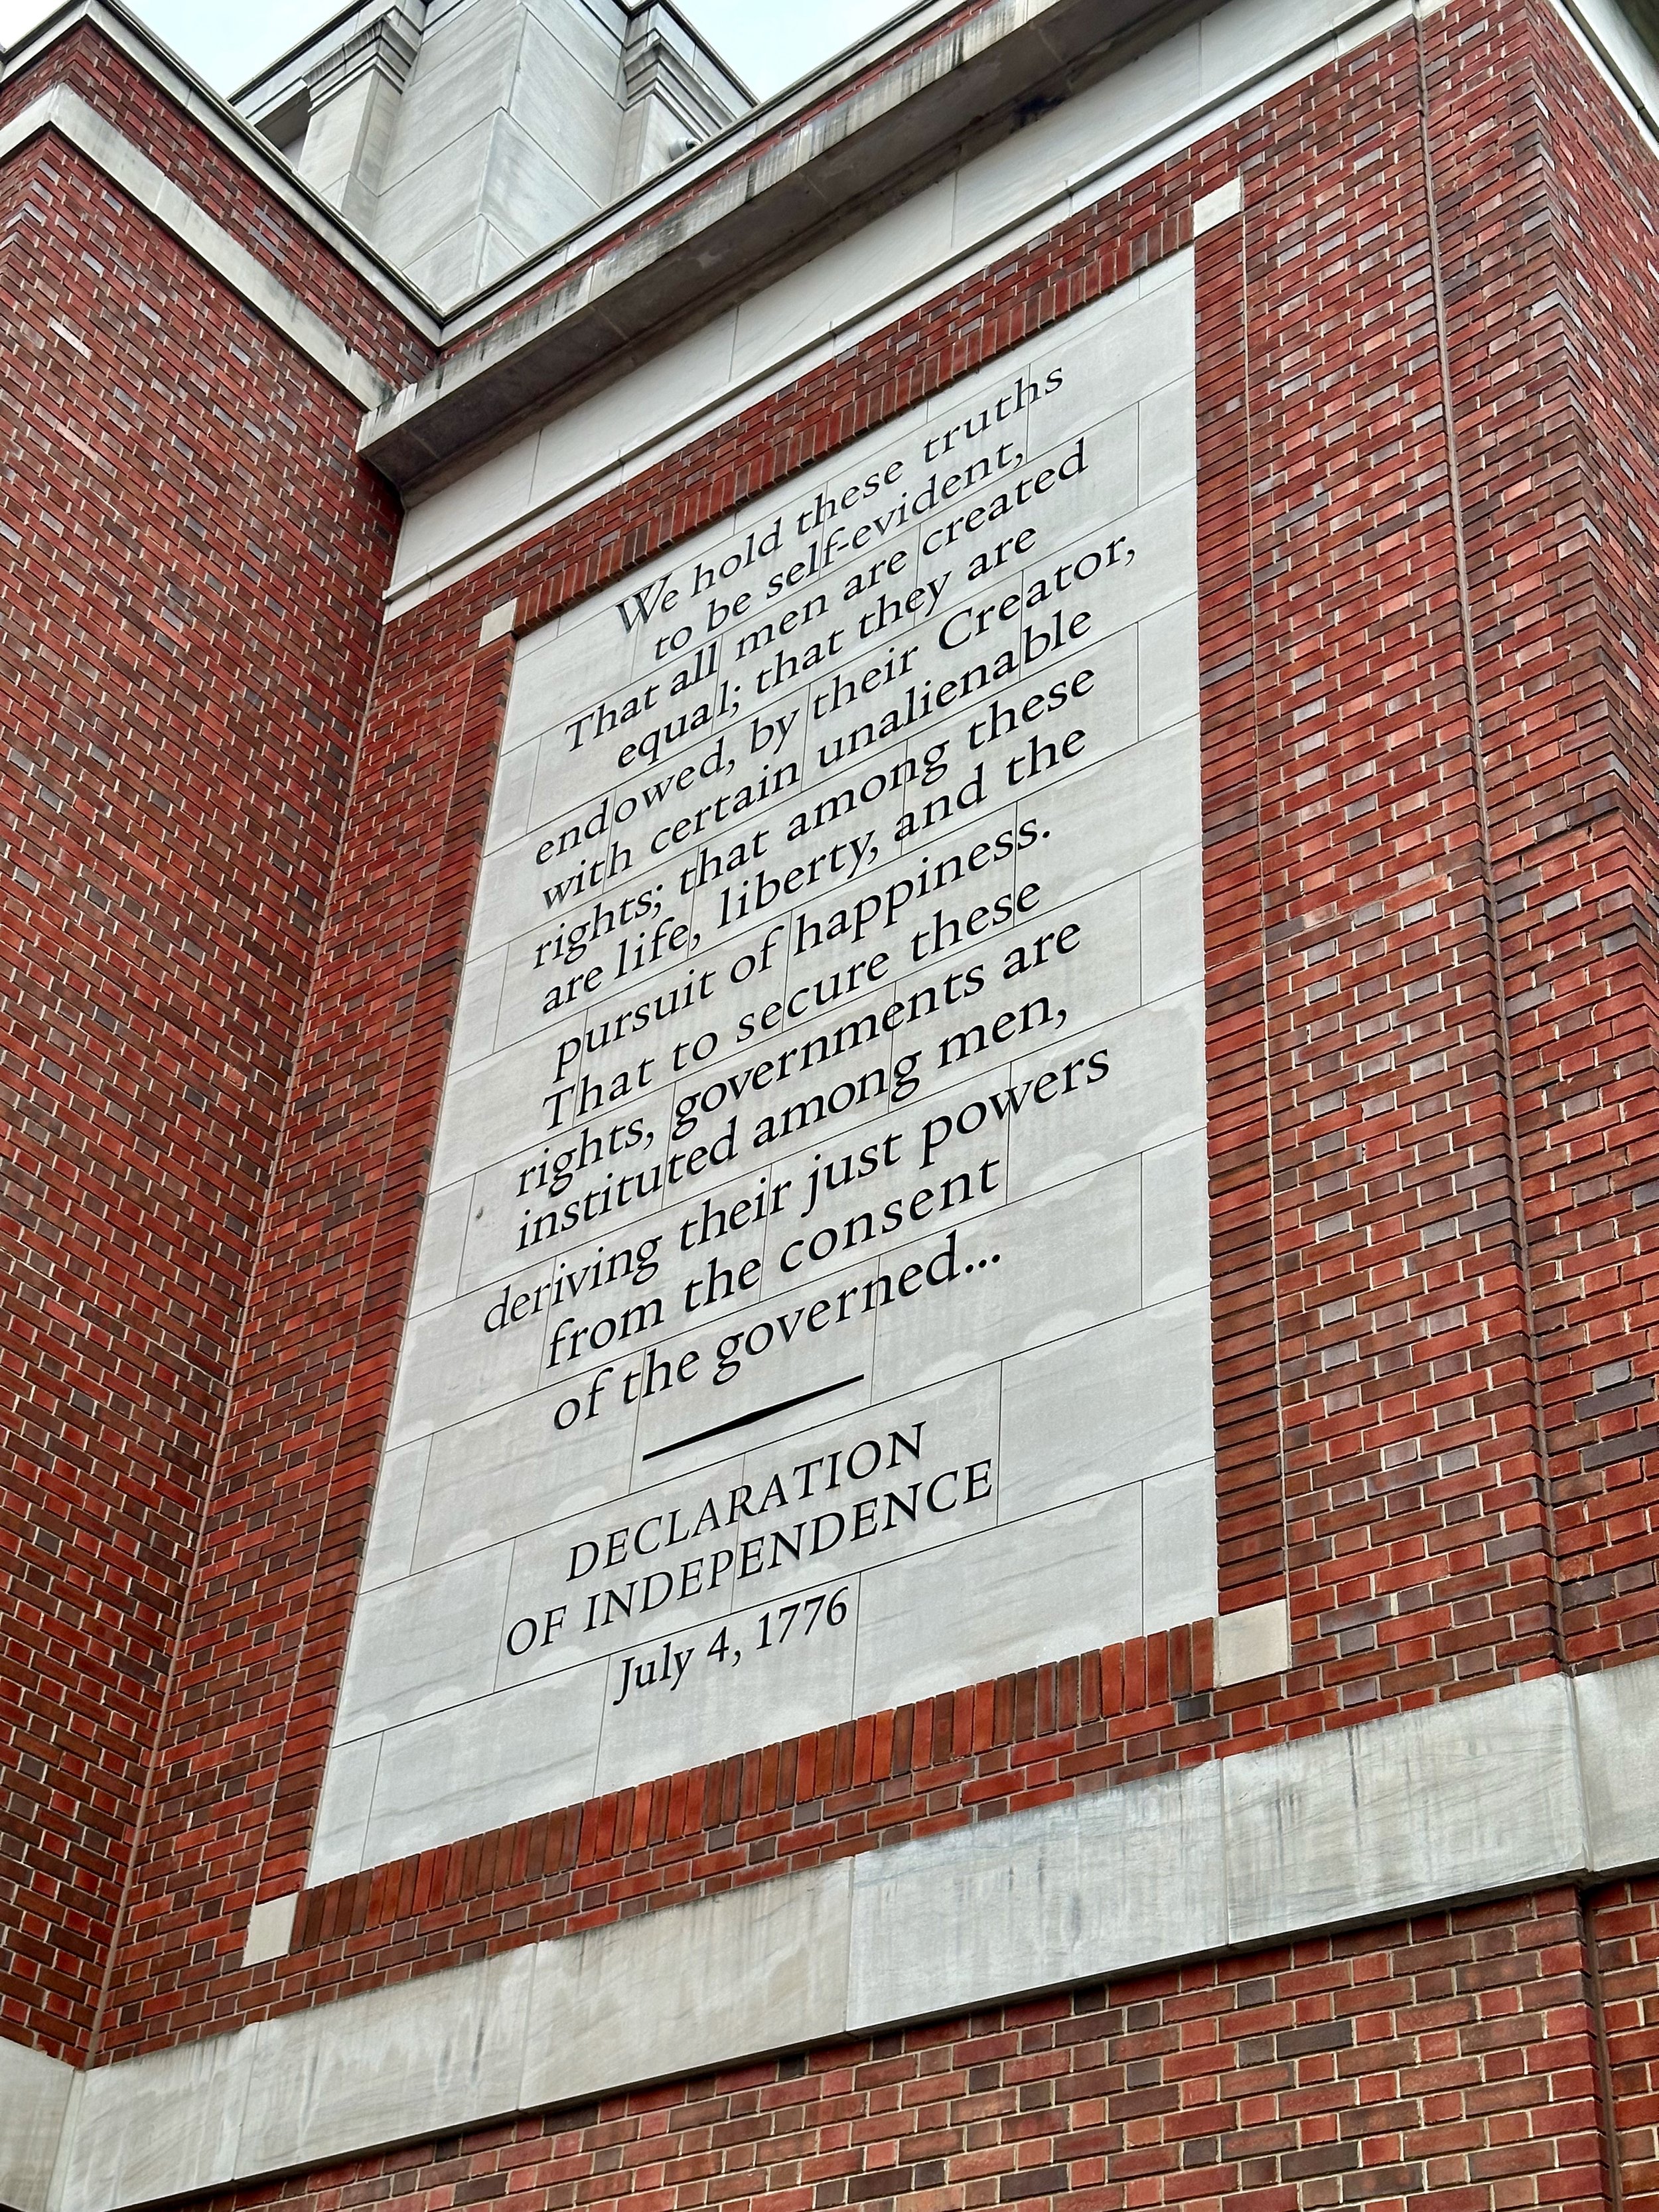 We hold these truths
to be self-evident,
That all men are created
equal; that they are
endowed, by their Creator,
with certain unalienable
rights; that among these
are life, liberty, and the
pursuit of happiness.
That to secure these
rights, governments are
instituted among men,
deriving their just powers
from the consent
of the governed...
DECLARATION
OF INDEPENDENCE
July 4, 1776